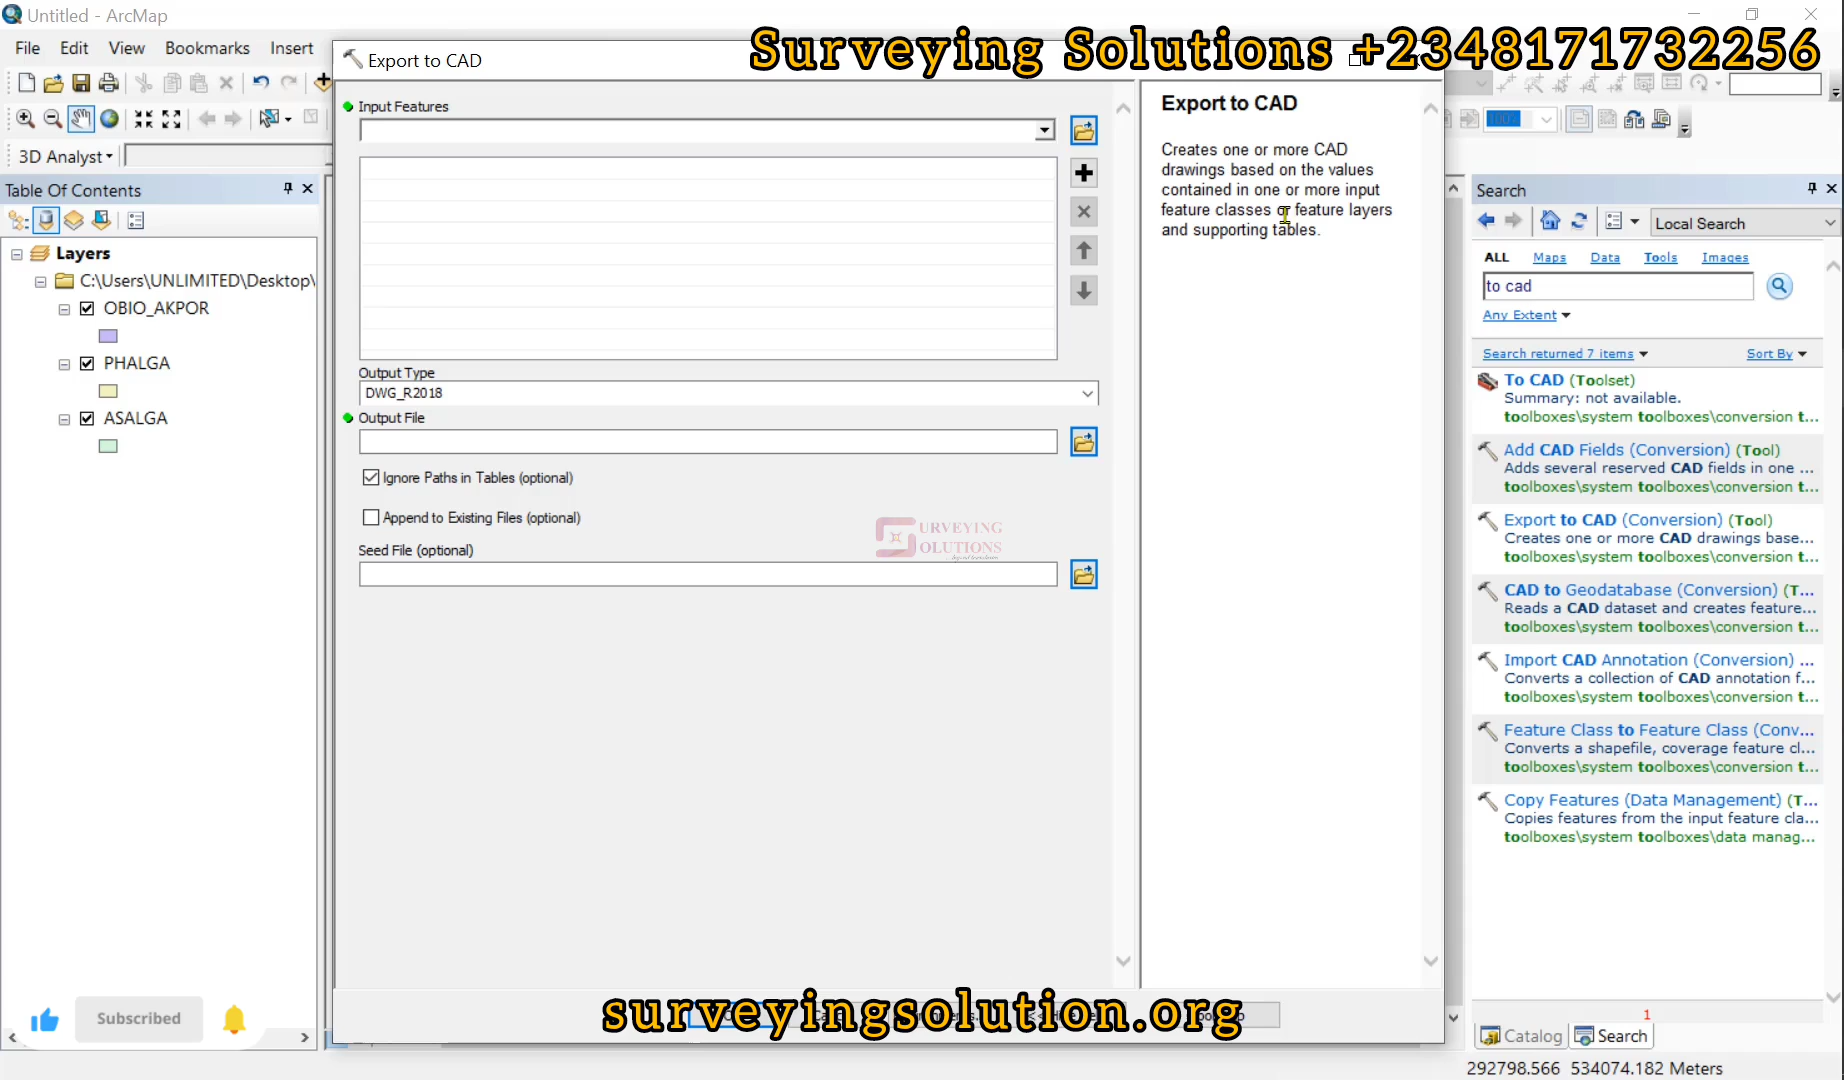 Untitled - ArcMap
Surveying Solutions +2348171732256
File Edit View Bookmarks Insert
Export to CAD
3D Analyst
Table Of Contents
Layers
C:\Users\UNLIMITED\Desktop\
OBIO_AKPOR
PHALGA
ASALGA
Input Features
Output Type
DWG_R2018
Output File
Ignore Paths in Tables (optional)
Append to Existing Files (optional)
Seed File (optional)
URVEYING
OLUTIONS
Export to CAD
Creates one or more CAD
drawings based on the values
contained in one or more input
feature classes or feature layers
and supporting tables.
Search
Local Search
ALL Maps Data Tools Images
to cad
Any Extent
Search returned 7 items Sort By
To CAD (Toolset)
Summary: not available.
toolboxes\system toolboxes\conversion t...
Add CAD Fields (Conversion) (Tool)
Adds several reserved CAD fields in one ...
toolboxes\system toolboxes\conversion t...
Export to CAD (Conversion) (Tool)
Creates one or more CAD drawings base...
toolboxes\system toolboxes\conversion t...
CAD to Geodatabase (Conversion) (T...
Reads a CAD dataset and creates feature...
toolboxes\system toolboxes\conversion t...
Import CAD Annotation (Conversion) ...
Converts a collection of CAD annotation f...
toolboxes\system toolboxes\conversion t...
Feature Class to Feature Class (Conv...
Converts a shapefile, coverage feature cl...
toolboxes\system toolboxes\conversion t...
Copy Features (Data Management) (T...
Copies features from the input feature cla...
toolboxes\system toolboxes\data manag...
1
Catalog Search
Subscribed
surveyingsolution.org
292798.566 534074.182 Meters